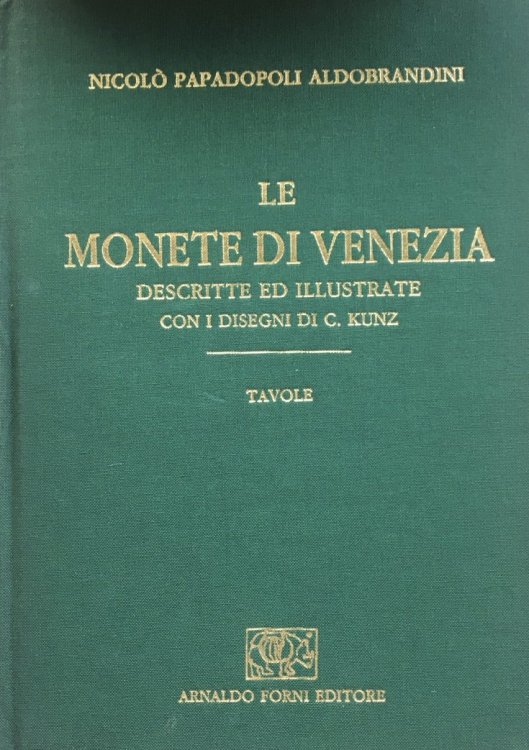 NICOLÒ PAPADOPOLI ALDOBRANDINI
LE
MONETE DI VENEZIA
DESCRITTE ED ILLUSTRATE
CON I DISEGNI DI C. KUNZ
TAVOLE
ARNALDO FORNI EDITORE